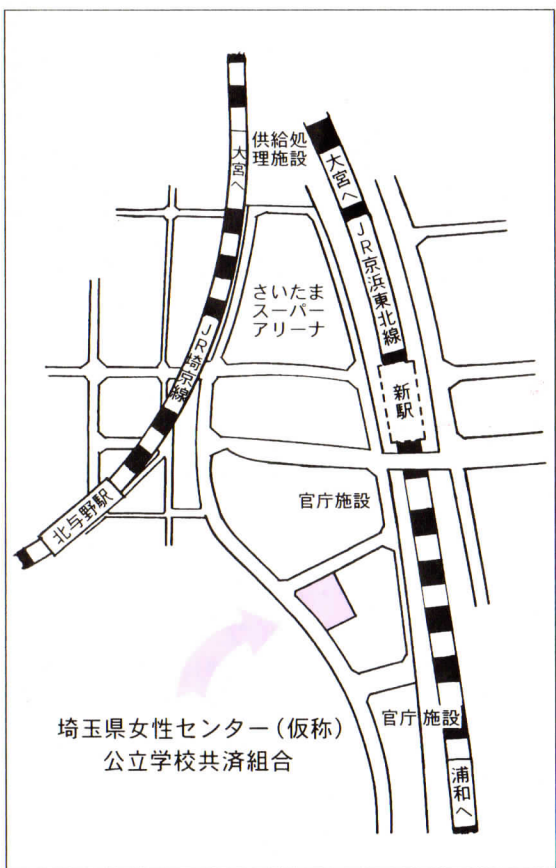 供給処
理施設
大宮へ
大宮へ
JR京浜東北線
さいたま
スーパー
アリーナ
JR埼京線
新駅
北与野駅
官庁施設
官庁施設
埼玉県女性センター（仮称）
公立学校共済組合
浦和へ